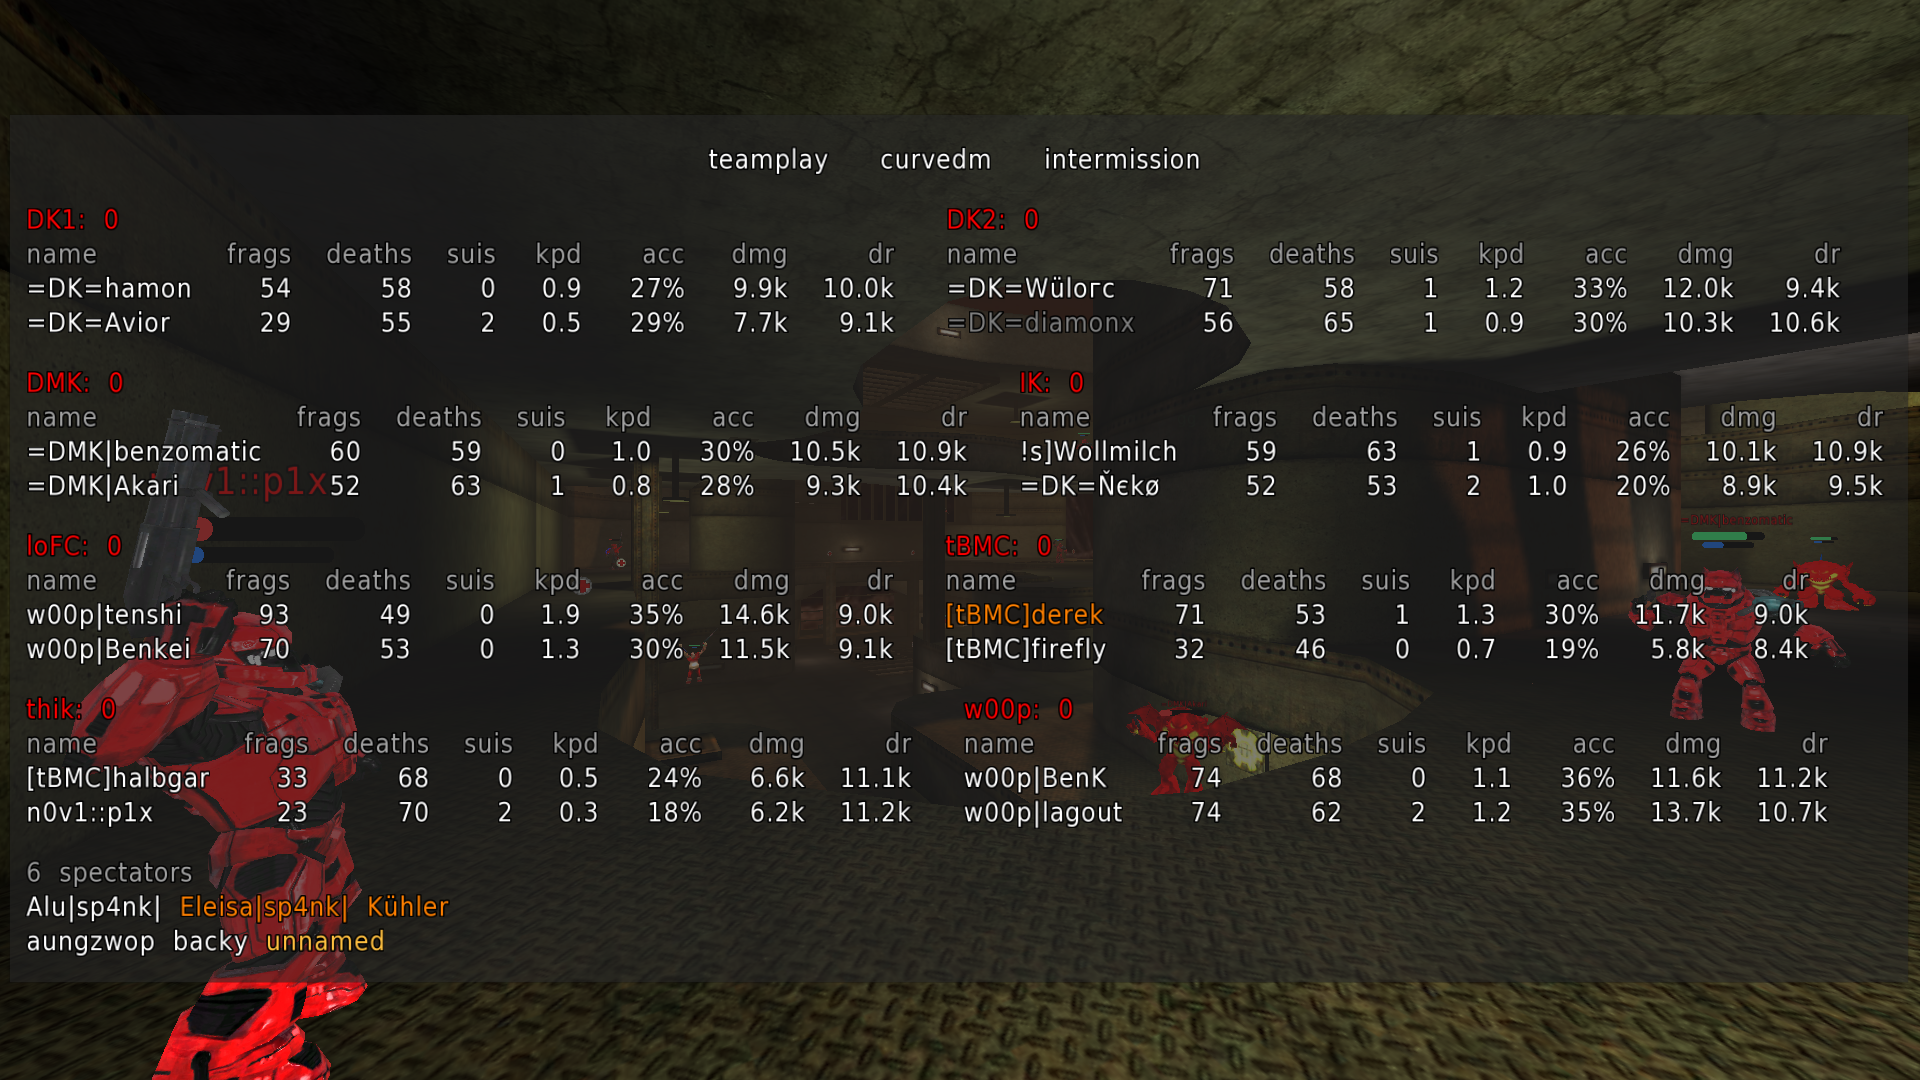 teamplay curvedm intermission
DK1: 0
name frags deaths suis kpd acc dmg dr
=DK=hamon 54 58 0 0.9 27% 9.9k 10.0k
=DK=Avior 29 55 2 0.5 29% 7.7k 9.1k
DK2: 0
name frags deaths suis kpd acc dmg dr
=DK=Wülorc 71 58 1 1.2 33% 12.0k 9.4k
=DK=diamonx 56 65 1 0.9 30% 10.3k 10.6k
DMK: 0
name frags deaths suis kpd acc dmg dr
=DMK|benzomatic 60 59 0 1.0 30% 10.5k 10.9k
=DMK|Akari 52 63 1 0.8 28% 9.3k 10.4k
v1::p1x
lK: 0
name frags deaths suis kpd acc dmg dr
!s]Wollmilch 59 63 1 0.9 26% 10.1k 10.9k
=DK=Ňєkø 52 53 2 1.0 20% 8.9k 9.5k
=DMK|benzomatic
loFC: 0
name frags deaths suis kpd acc dmg dr
w00p|tenshi 93 49 0 1.9 35% 14.6k 9.0k
w00p|Benkei 70 53 0 1.3 30% 11.5k 9.1k
tBMC: 0
name frags deaths suis kpd acc dmg dr
[tBMC]derek 71 53 1 1.3 30% 11.7k 9.0k
[tBMC]firefly 32 46 0 0.7 19% 5.8k 8.4k
thik: 0
name frags deaths suis kpd acc dmg dr
[tBMC]halbgar 33 68 0 0.5 24% 6.6k 11.1k
n0v1::p1x 23 70 2 0.3 18% 6.2k 11.2k
w00p: 0
name frags deaths suis kpd acc dmg dr
w00p|BenK 74 68 0 1.1 36% 11.6k 11.2k
w00p|lagout 74 62 2 1.2 35% 13.7k 10.7k
6 spectators
Alu|sp4nk| Eleisa|sp4nk| Kühler
aungzwop backy unnamed